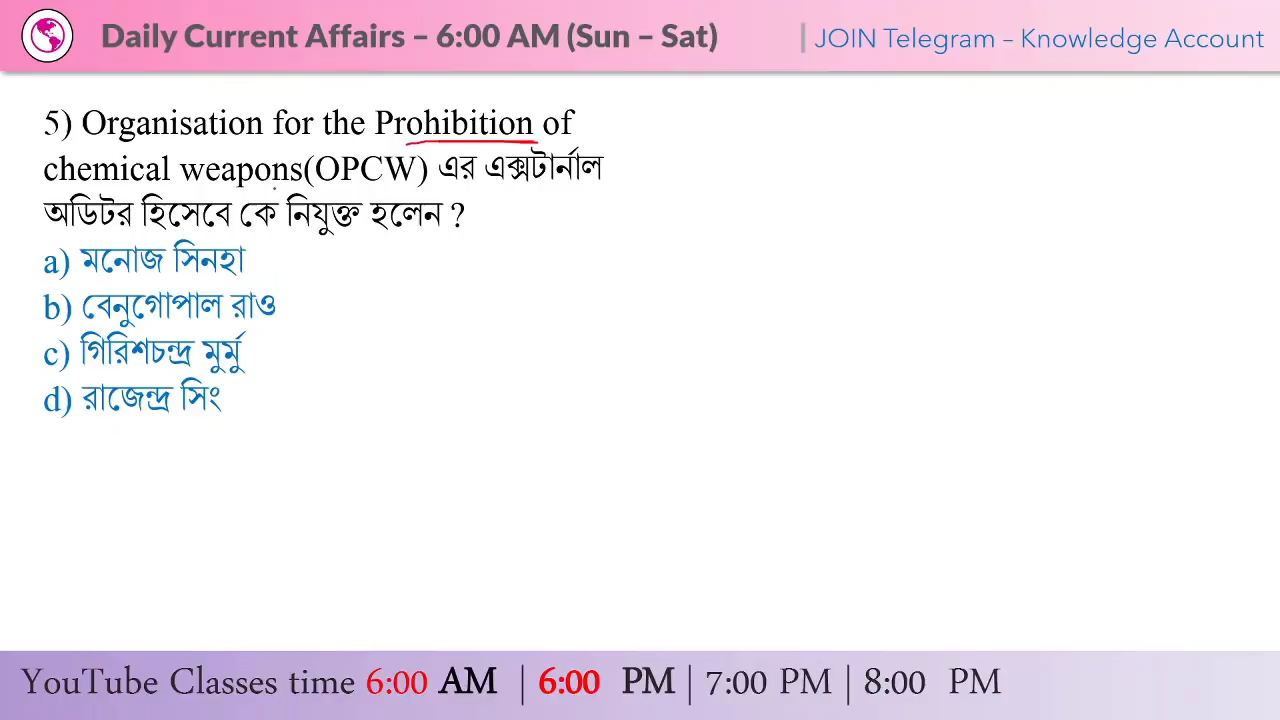 Daily Current Affairs – 6:00 AM (Sun – Sat)
| JOIN Telegram – Knowledge Account
5) Organisation for the Prohibition of
chemical weapons(OPCW) এর এক্সটার্নাল
অডিটর হিসেবে কে নিযুক্ত হলেন ?
a) মনোজ সিনহা
b) বেনুগোপাল রাও
c) গিরিশচন্দ্র মুর্মু
d) রাজেন্দ্র সিং
YouTube Classes time 6:00 AM | 6:00 PM | 7:00 PM | 8:00 PM